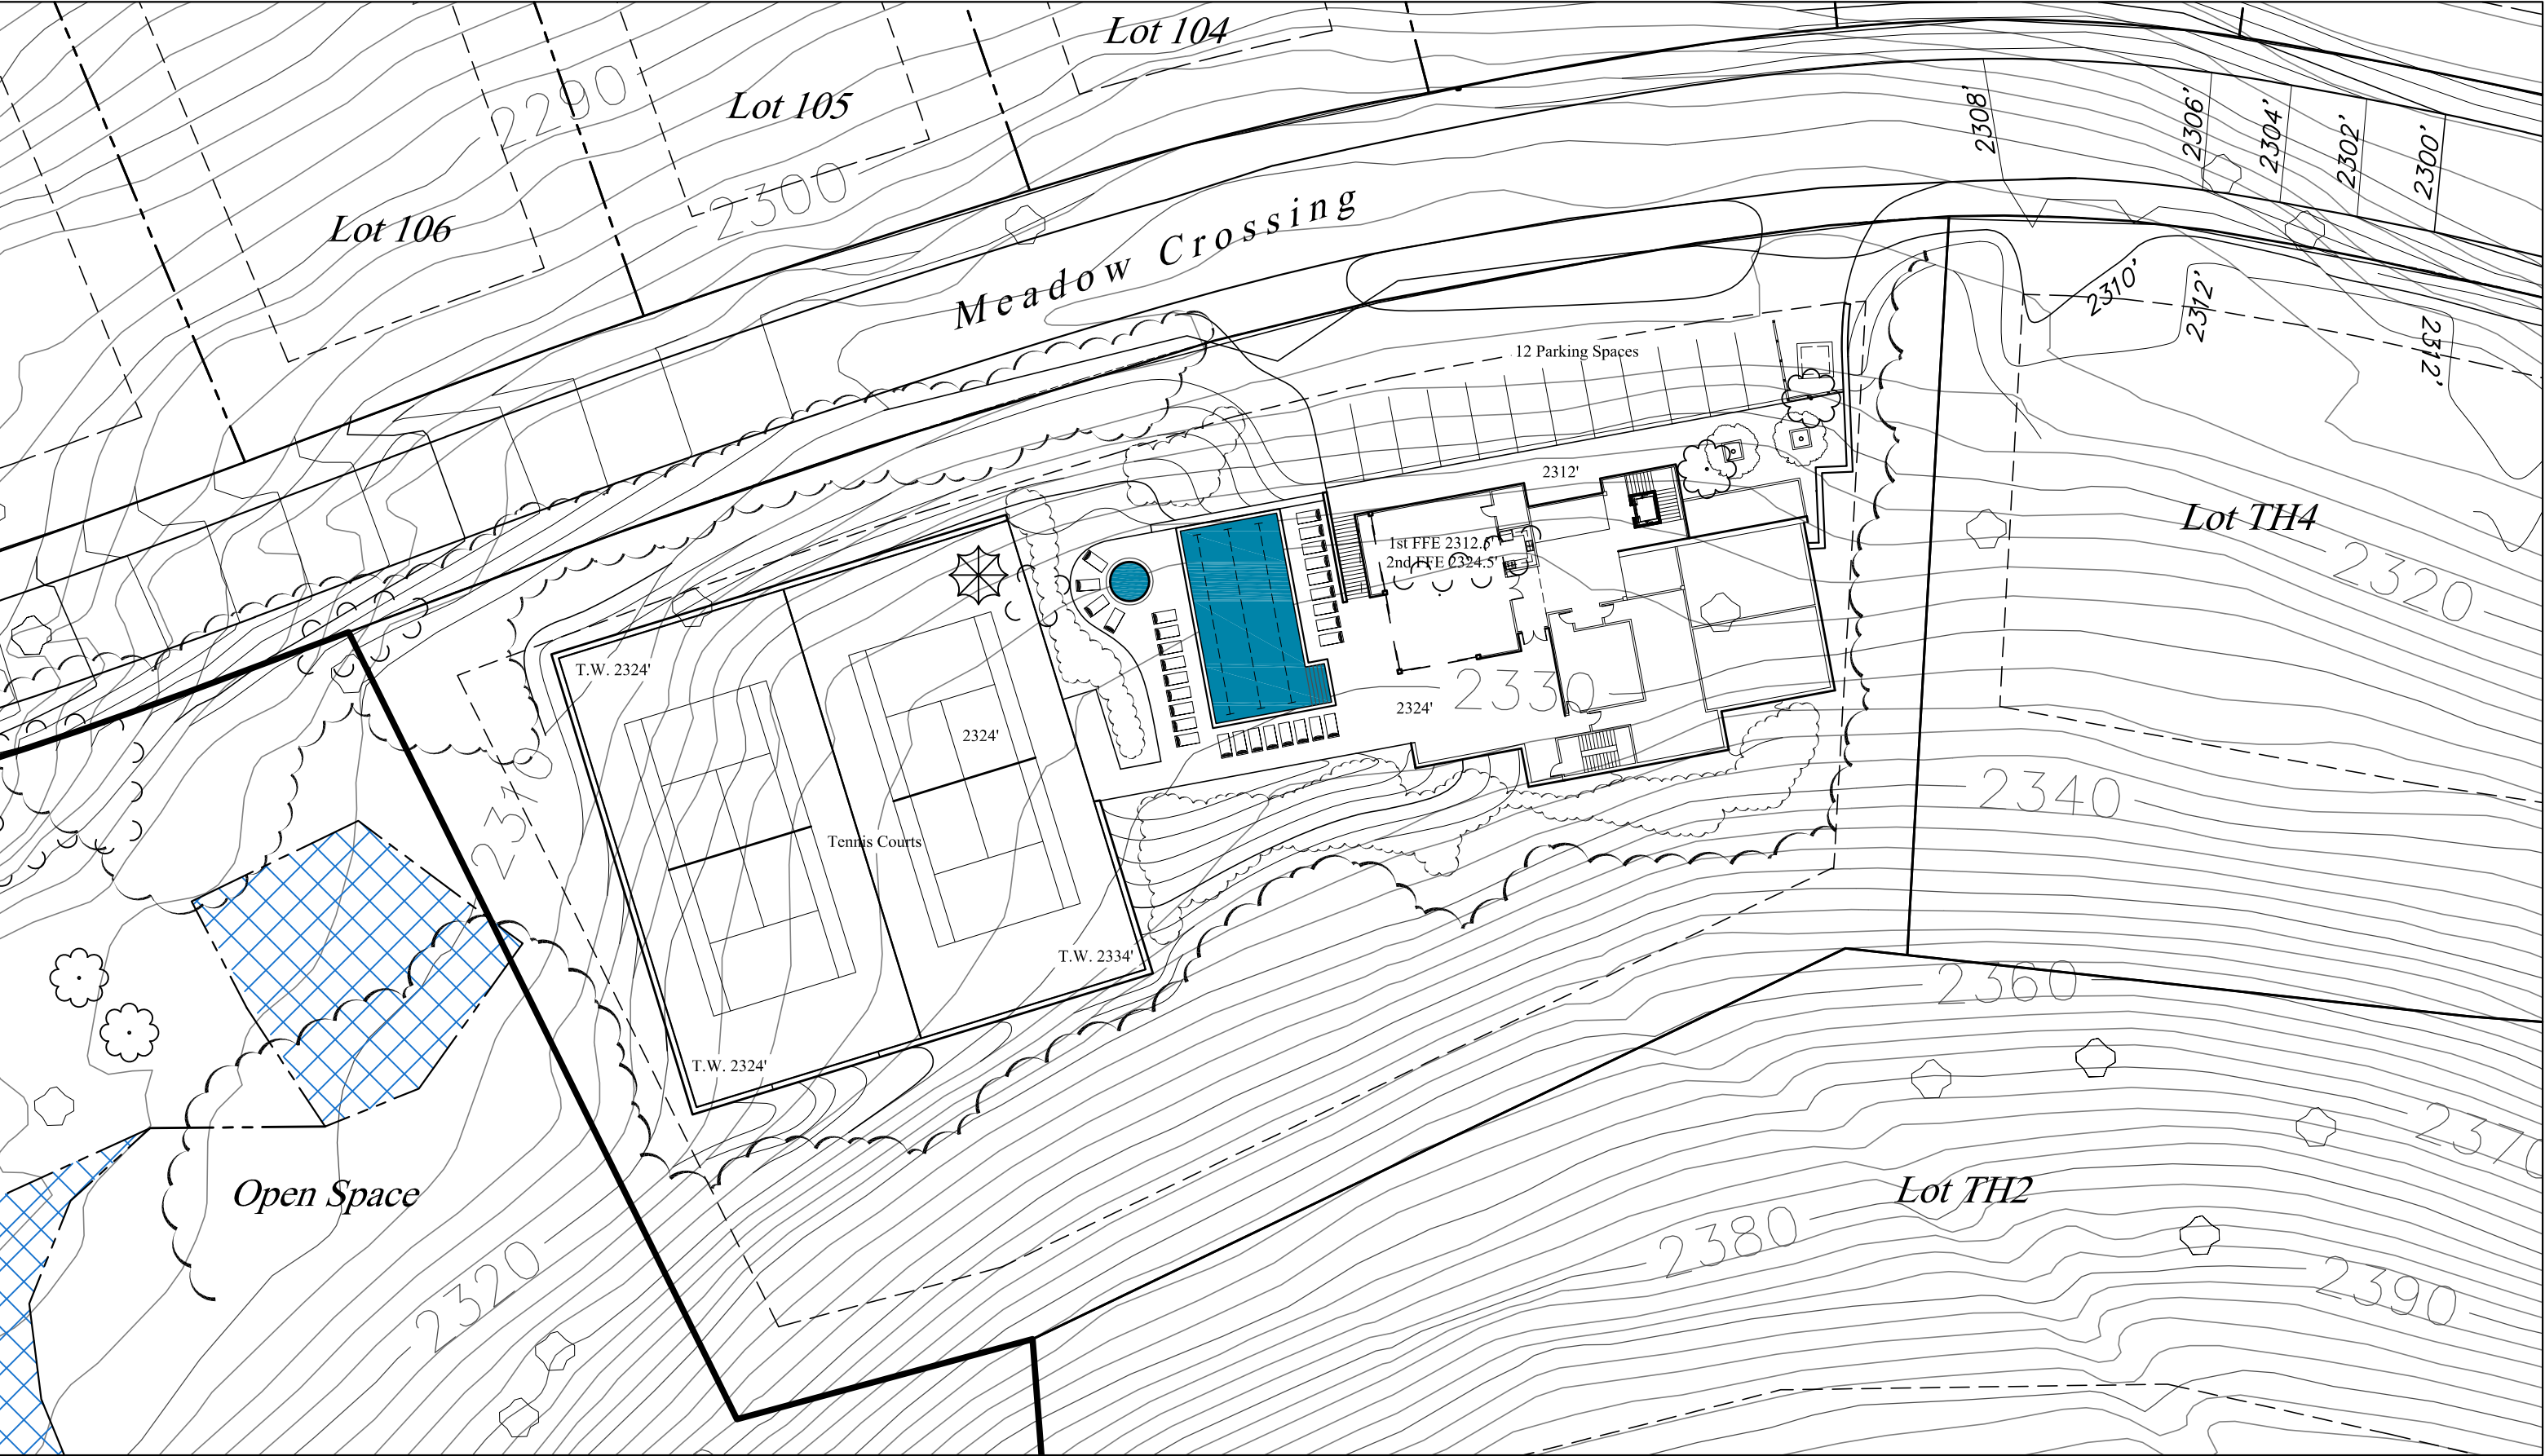 Lot 104
2290
Lot 105
2308'
2306'
2304'
2302'
2300'
2300
Lot 106
Meadow Crossing
2310'
2312'
2312'
12 Parking Spaces
2312'
Lot TH4
1st FFE 2312.5'
2nd FFE 2324.5'
2320
T.W. 2324'
2330
2324'
2324'
2310
2340
Tennis Courts
T.W. 2334'
2360
T.W. 2324'
2370
Open Space
Lot TH2
2380
2320
2390